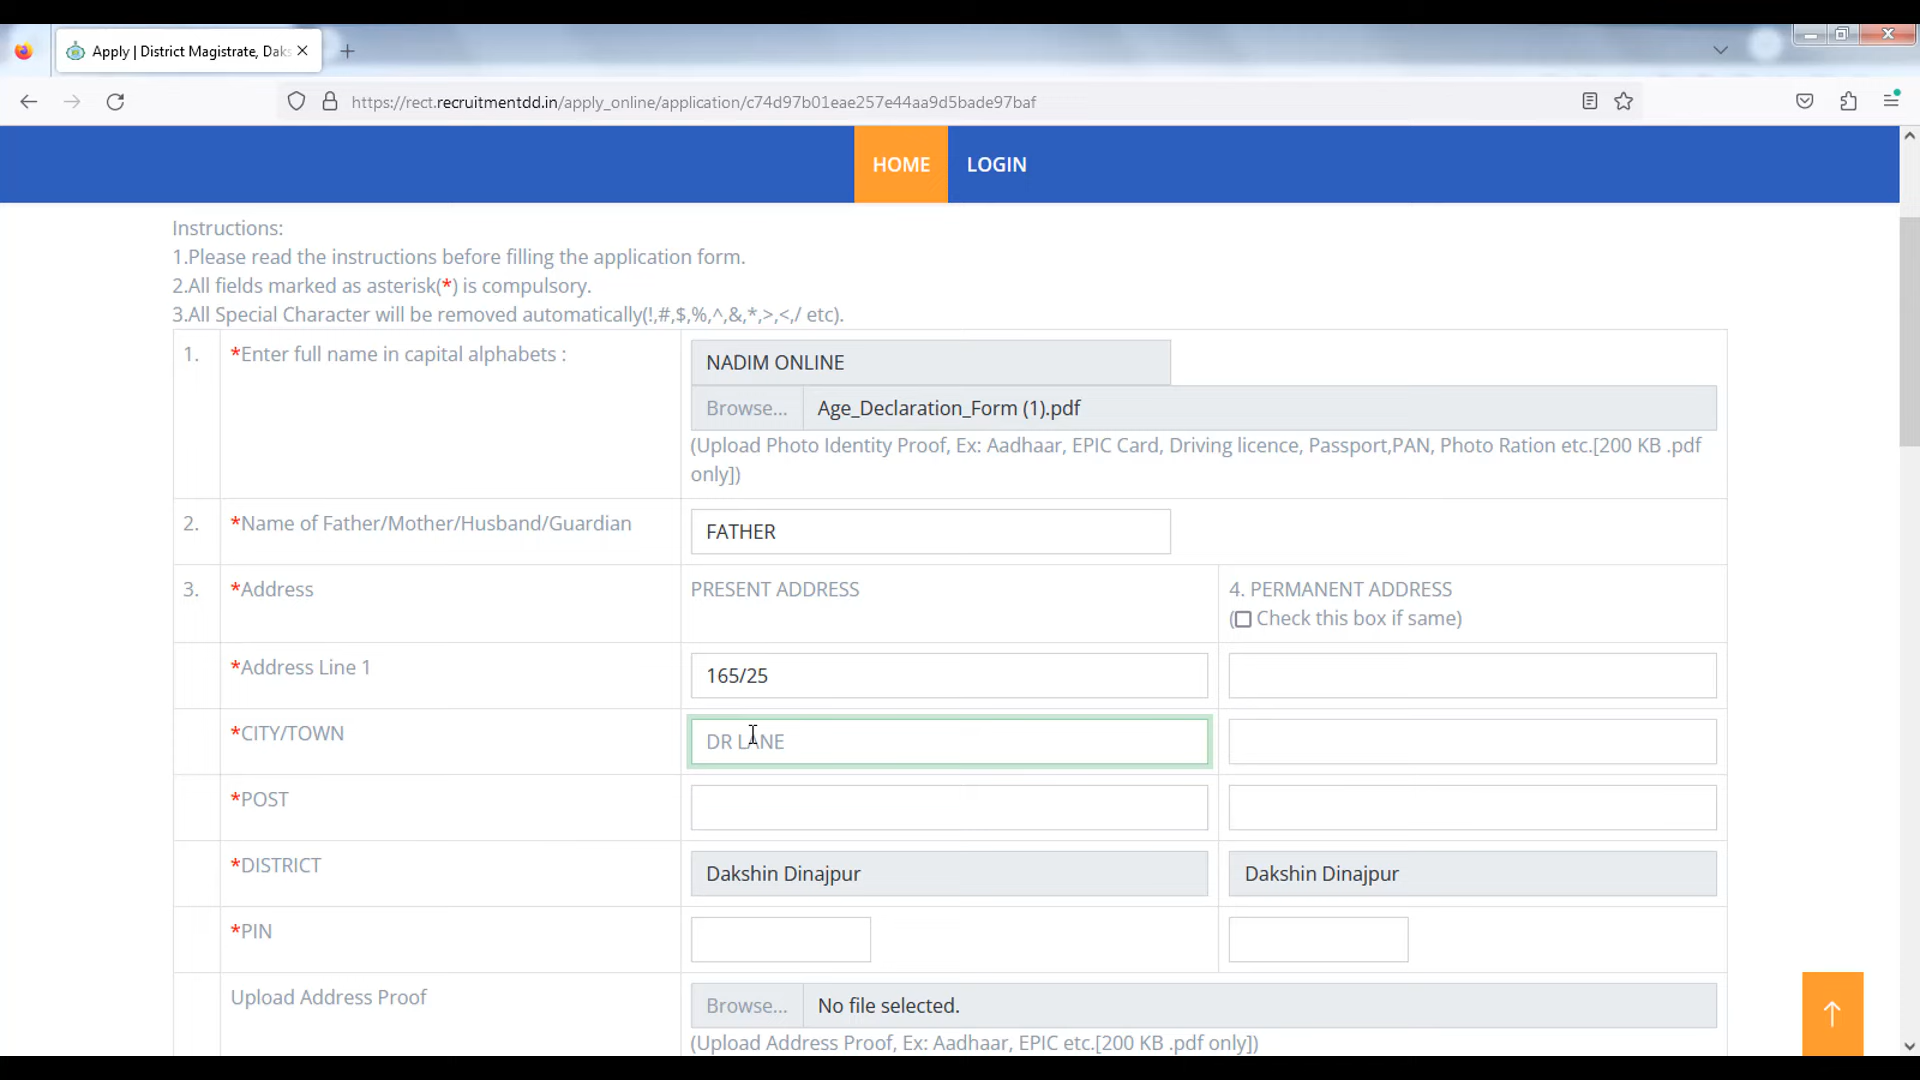 Apply | District Magistrate, Daks
https://rect.recruitmentdd.in/apply_online/application/c74d97b01eae257e44aa9d5bade97baf
HOME LOGIN
Instructions:
1.Please read the instructions before filling the application form.
2.All fields marked as asterisk(*) is compulsory.
3.All Special Character will be removed automatically(!,#,$,%,^,&,*,>,<,/ etc).
1. *Enter full name in capital alphabets : NADIM ONLINE
Browse... Age_Declaration_Form (1).pdf
(Upload Photo Identity Proof, Ex: Aadhaar, EPIC Card, Driving licence, Passport,PAN, Photo Ration etc.[200 KB .pdf
only])
2. *Name of Father/Mother/Husband/Guardian FATHER
3. *Address PRESENT ADDRESS 4. PERMANENT ADDRESS
( Check this box if same)
*Address Line 1 165/25
*CITY/TOWN DR LANE
*POST
*DISTRICT Dakshin Dinajpur Dakshin Dinajpur
*PIN
Upload Address Proof Browse... No file selected.
(Upload Address Proof, Ex: Aadhaar, EPIC etc.[200 KB .pdf only])